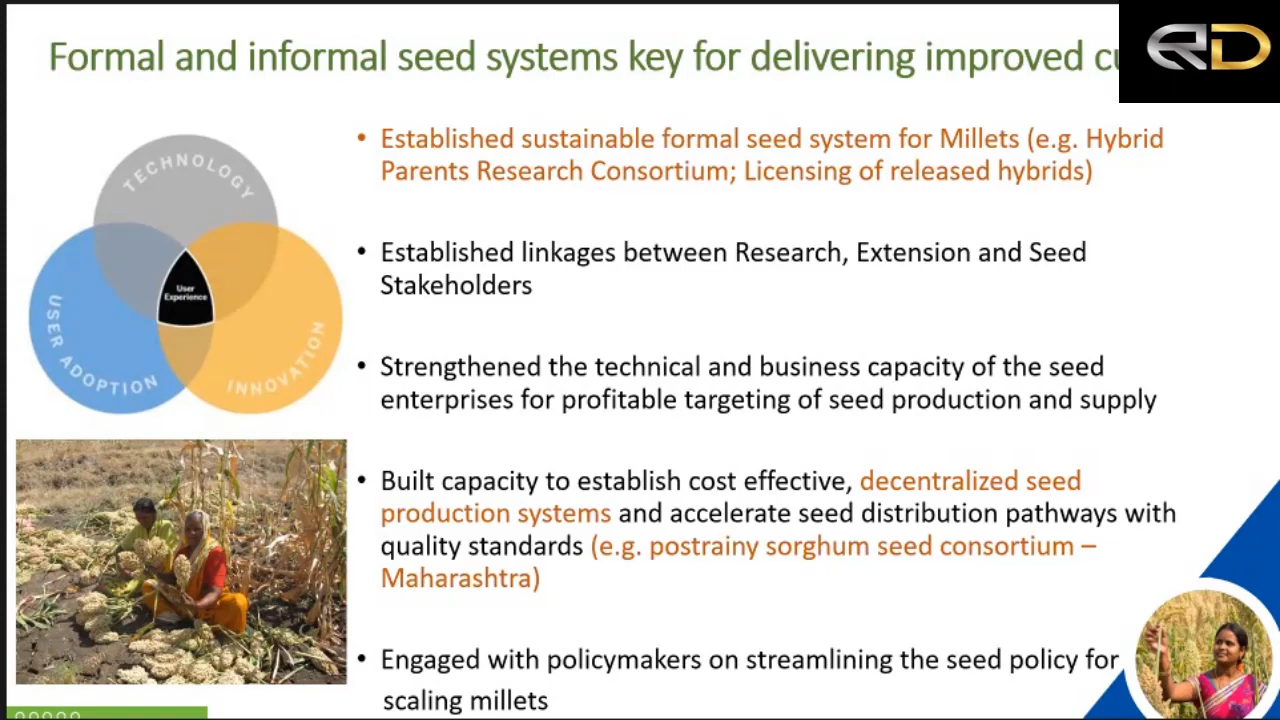 Formal and informal seed systems key for delivering improved
RD
• Established sustainable formal seed system for Millets (e.g. Hybrid
Parents Research Consortium; Licensing of released hybrids)
• Established linkages between Research, Extension and Seed
Stakeholders
• Strengthened the technical and business capacity of the seed
enterprises for profitable targeting of seed production and supply
• Built capacity to establish cost effective, decentralized seed
production systems and accelerate seed distribution pathways with
quality standards (e.g. postrainy sorghum seed consortium –
Maharashtra)
• Engaged with policymakers on streamlining the seed policy for
scaling millets
TECHNOLOGY
User
Experience
USER ADOPTION
INNOVATION